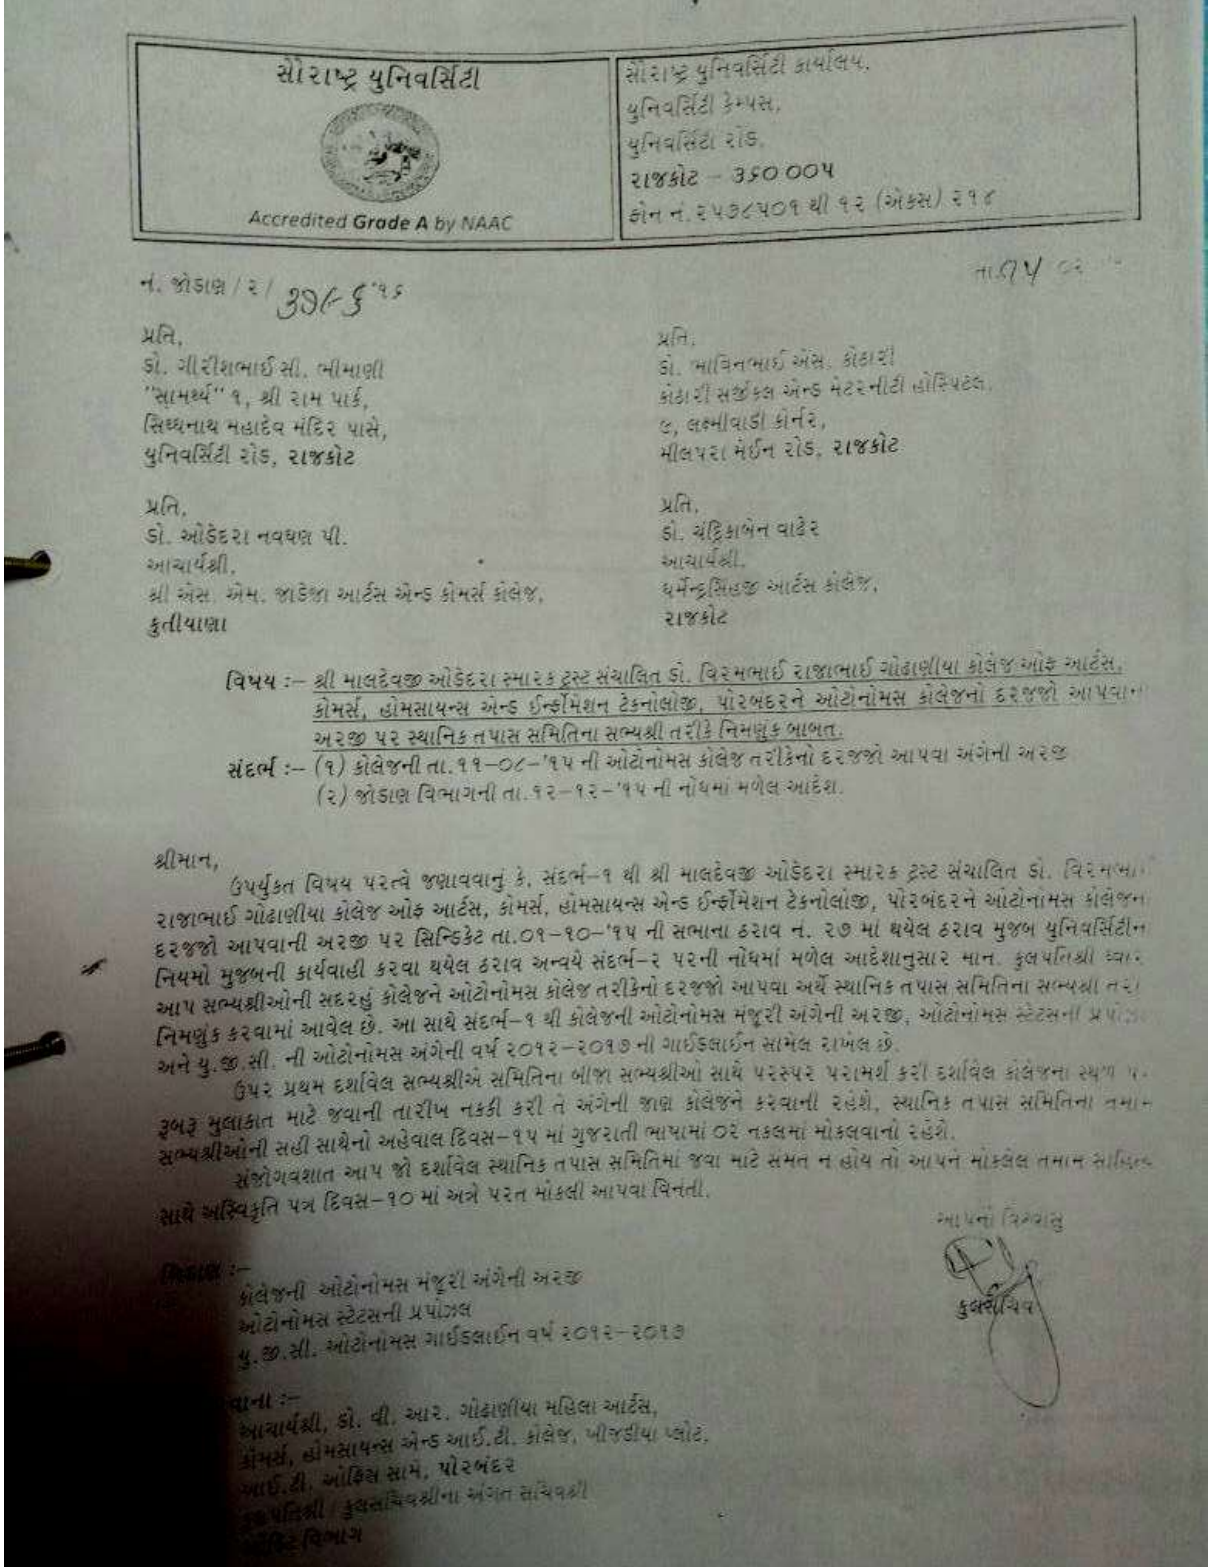 સૌરાષ્ટ્ર યુનિવર્સિટી
Accredited Grade A by NAAC
સૌરાષ્ટ્ર યુનિવર્સિટી કાર્યાલય,
યુનિવર્સિટી કેમ્પસ,
યુનિવર્સિટી રોડ,
રાજકોટ – ૩૬૦ ૦૦૫
ફોન નં. ૨૫૭૮૫૦૧ થી ૧૨ (એકસ) ૨૧૪
નં. જોડાણ / ૨ /
તા.
પ્રતિ,
ડો. ગીરીશભાઈ સી. ભીમાણી
"સામર્થ્ય" ૧, શ્રી રામ પાર્ક,
સિધ્ધનાથ મહાદેવ મંદિર પાસે,
યુનિવર્સિટી રોડ, રાજકોટ
પ્રતિ,
ડો. ભાવિનભાઈ એસ. કોઠારી
કોઠારી સર્જીકલ એન્ડ મેટરનીટી હોસ્પિટલ,
૯, લક્ષ્મીવાડી કોર્નર,
મીલપરા મેઈન રોડ, રાજકોટ
પ્રતિ,
ડો. ઓડેદરા નવઘણ પી.
આચાર્યશ્રી,
શ્રી એસ. એમ. જાડેજા આર્ટસ એન્ડ કોમર્સ કોલેજ,
કુતીયાણા
પ્રતિ,
ડો. ચંદ્રિકાબેન વાઢેર
આચાર્યશ્રી,
ધર્મેન્દ્રસિંહજી આર્ટસ કોલેજ,
રાજકોટ
વિષય :– શ્રી માલદેવજી ઓડેદરા સ્મારક ટ્રસ્ટ સંચાલિત ડો. વિરમભાઈ રાજાભાઈ ગોઢાણીયા કોલેજ ઓફ આર્ટસ,
કોમર્સ, હોમસાયન્સ એન્ડ ઈન્ફોર્મેશન ટેકનોલોજી, પોરબંદરને ઓટોનોમસ કોલેજનો દરજજો આપવાન
અરજી પર સ્થાનિક તપાસ સમિતિના સભ્યશ્રી તરીકે નિમણુંક બાબત.
સંદર્ભ :– (૧) કોલેજની તા.૧૧–૦૮–'૧૫ ની ઓટોનોમસ કોલેજ તરીકેનો દરજજો આપવા અંગેની અરજી
(૨) જોડાણ વિભાગની તા.૧૨–૧૨–'૧૫ ની નોંધમાં મળેલ આદેશ.
શ્રીમાન,
ઉપર્યુકત વિષય પરત્વે જણાવવાનું કે, સંદર્ભ–૧ થી શ્રી માલદેવજી ઓડેદરા સ્મારક ટ્રસ્ટ સંચાલિત ડો. વિરમભા
રાજાભાઈ ગોઢાણીયા કોલેજ ઓફ આર્ટસ, કોમર્સ, હોમસાયન્સ એન્ડ ઈન્ફોર્મેશન ટેકનોલોજી, પોરબંદરને ઓટોનોમસ કોલેજન
દરજજો આપવાની અરજી પર સિન્ડિકેટ તા.૦૧–૧૦–'૧૫ ની સભાના ઠરાવ નં. ૨૭ માં થયેલ ઠરાવ મુજબ યુનિવર્સિટીન
નિયમો મુજબની કાર્યવાહી કરવા થયેલ ઠરાવ અન્વયે સંદર્ભ–૨ પરની નોંધમાં મળેલ આદેશાનુસાર માન. કુલપતિશ્રી ધ્વાર
આપ સભ્યશ્રીઓની સદરહું કોલેજને ઓટોનોમસ કોલેજ તરીકેનો દરજજો આપવા અર્થે સ્થાનિક તપાસ સમિતિના સભ્યશ્રી તરી
નિમણુંક કરવામાં આવેલ છે. આ સાથે સંદર્ભ–૧ થી કોલેજની ઓટોનોમસ મંજૂરી અંગેની અરજી, ઓટોનોમસ સ્ટેટસની પ્રપોઝ
અને યુ.જી.સી. ની ઓટોનોમસ અંગેની વર્ષ ૨૦૧૨–૨૦૧૭ ની ગાઈડલાઈન સામેલ રાખેલ છે.
ઉપર પ્રથમ દર્શાવેલ સભ્યશ્રીએ સમિતિના બીજા સભ્યશ્રીઓ સાથે પરસ્પર પરામર્શ કરી દર્શાવેલ કોલેજના સ્થળ પ
રૂબરૂ મુલાકાત માટે જવાની તારીખ નકકી કરી તે અંગેની જાણ કોલેજને કરવાની રહેશે, સ્થાનિક તપાસ સમિતિના તમા
સભ્યશ્રીઓની સહી સાથેનો અહેવાલ દિવસ–૧૫ માં ગુજરાતી ભાષામાં ૦૨ નકલમાં મોકલવાનો રહેશે.
સંજોગવશાત આપ જો દર્શાવેલ સ્થાનિક તપાસ સમિતિમાં જવા માટે સંમત ન હોય તો આપને મોકલેલ તમામ સાહિત્ય
સાથે અસ્વિકૃતિ પત્ર દિવસ–૧૦ માં અત્રે પરત મોકલી આપવા વિનંતી.
આપનો વિશ્વાસુ
કુલસચિવ
કોલેજની ઓટોનોમસ મંજૂરી અંગેની અરજી
ઓટોનોમસ સ્ટેટસની પ્રપોઝલ
યુ.જી.સી. ઓટોનોમસ ગાઈડલાઈન વર્ષ ૨૦૧૨–૨૦૧૭
આચાર્યશ્રી, ડો. વી. આર. ગોઢાણીયા મહિલા આર્ટસ,
કોમર્સ, હોમસાયન્સ એન્ડ આઈ.ટી. કોલેજ, ખીજડીયા પ્લોટ,
આઈ.ટી. ઓફિસ સામે, પોરબંદર
કુલપતિશ્રી / કુલસચિવશ્રીના અંગત સચિવશ્રી
વિભાગ